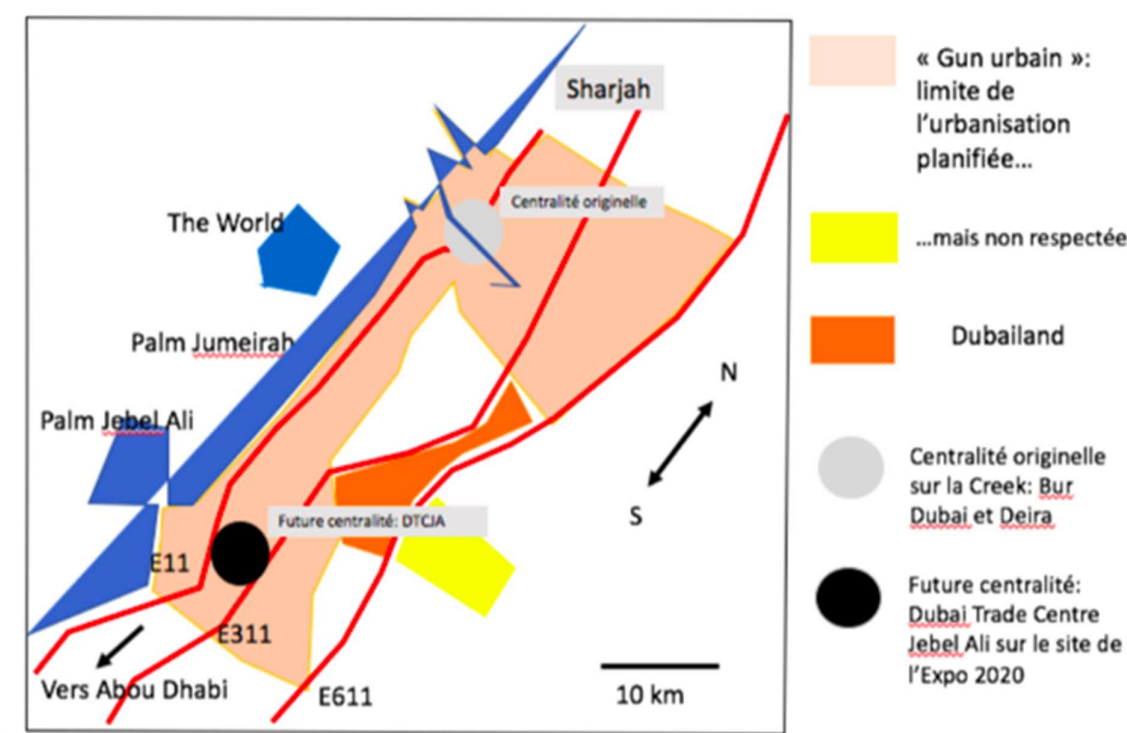 Sharjah
Centralité originelle
The World
Palm Jumeirah
N
Palm Jebel Ali
S
Future centralité: DTCJA
E11
E311
Vers Abou Dhabi
E611
10 km
« Gun urbain »:
limite de
l'urbanisation
planifiée...
...mais non respectée
Dubailand
Centralité originelle
sur la Creek: Bur
Dubai et Deira
Future centralité:
Dubai Trade Centre
Jebel Ali sur le site de
l'Expo 2020